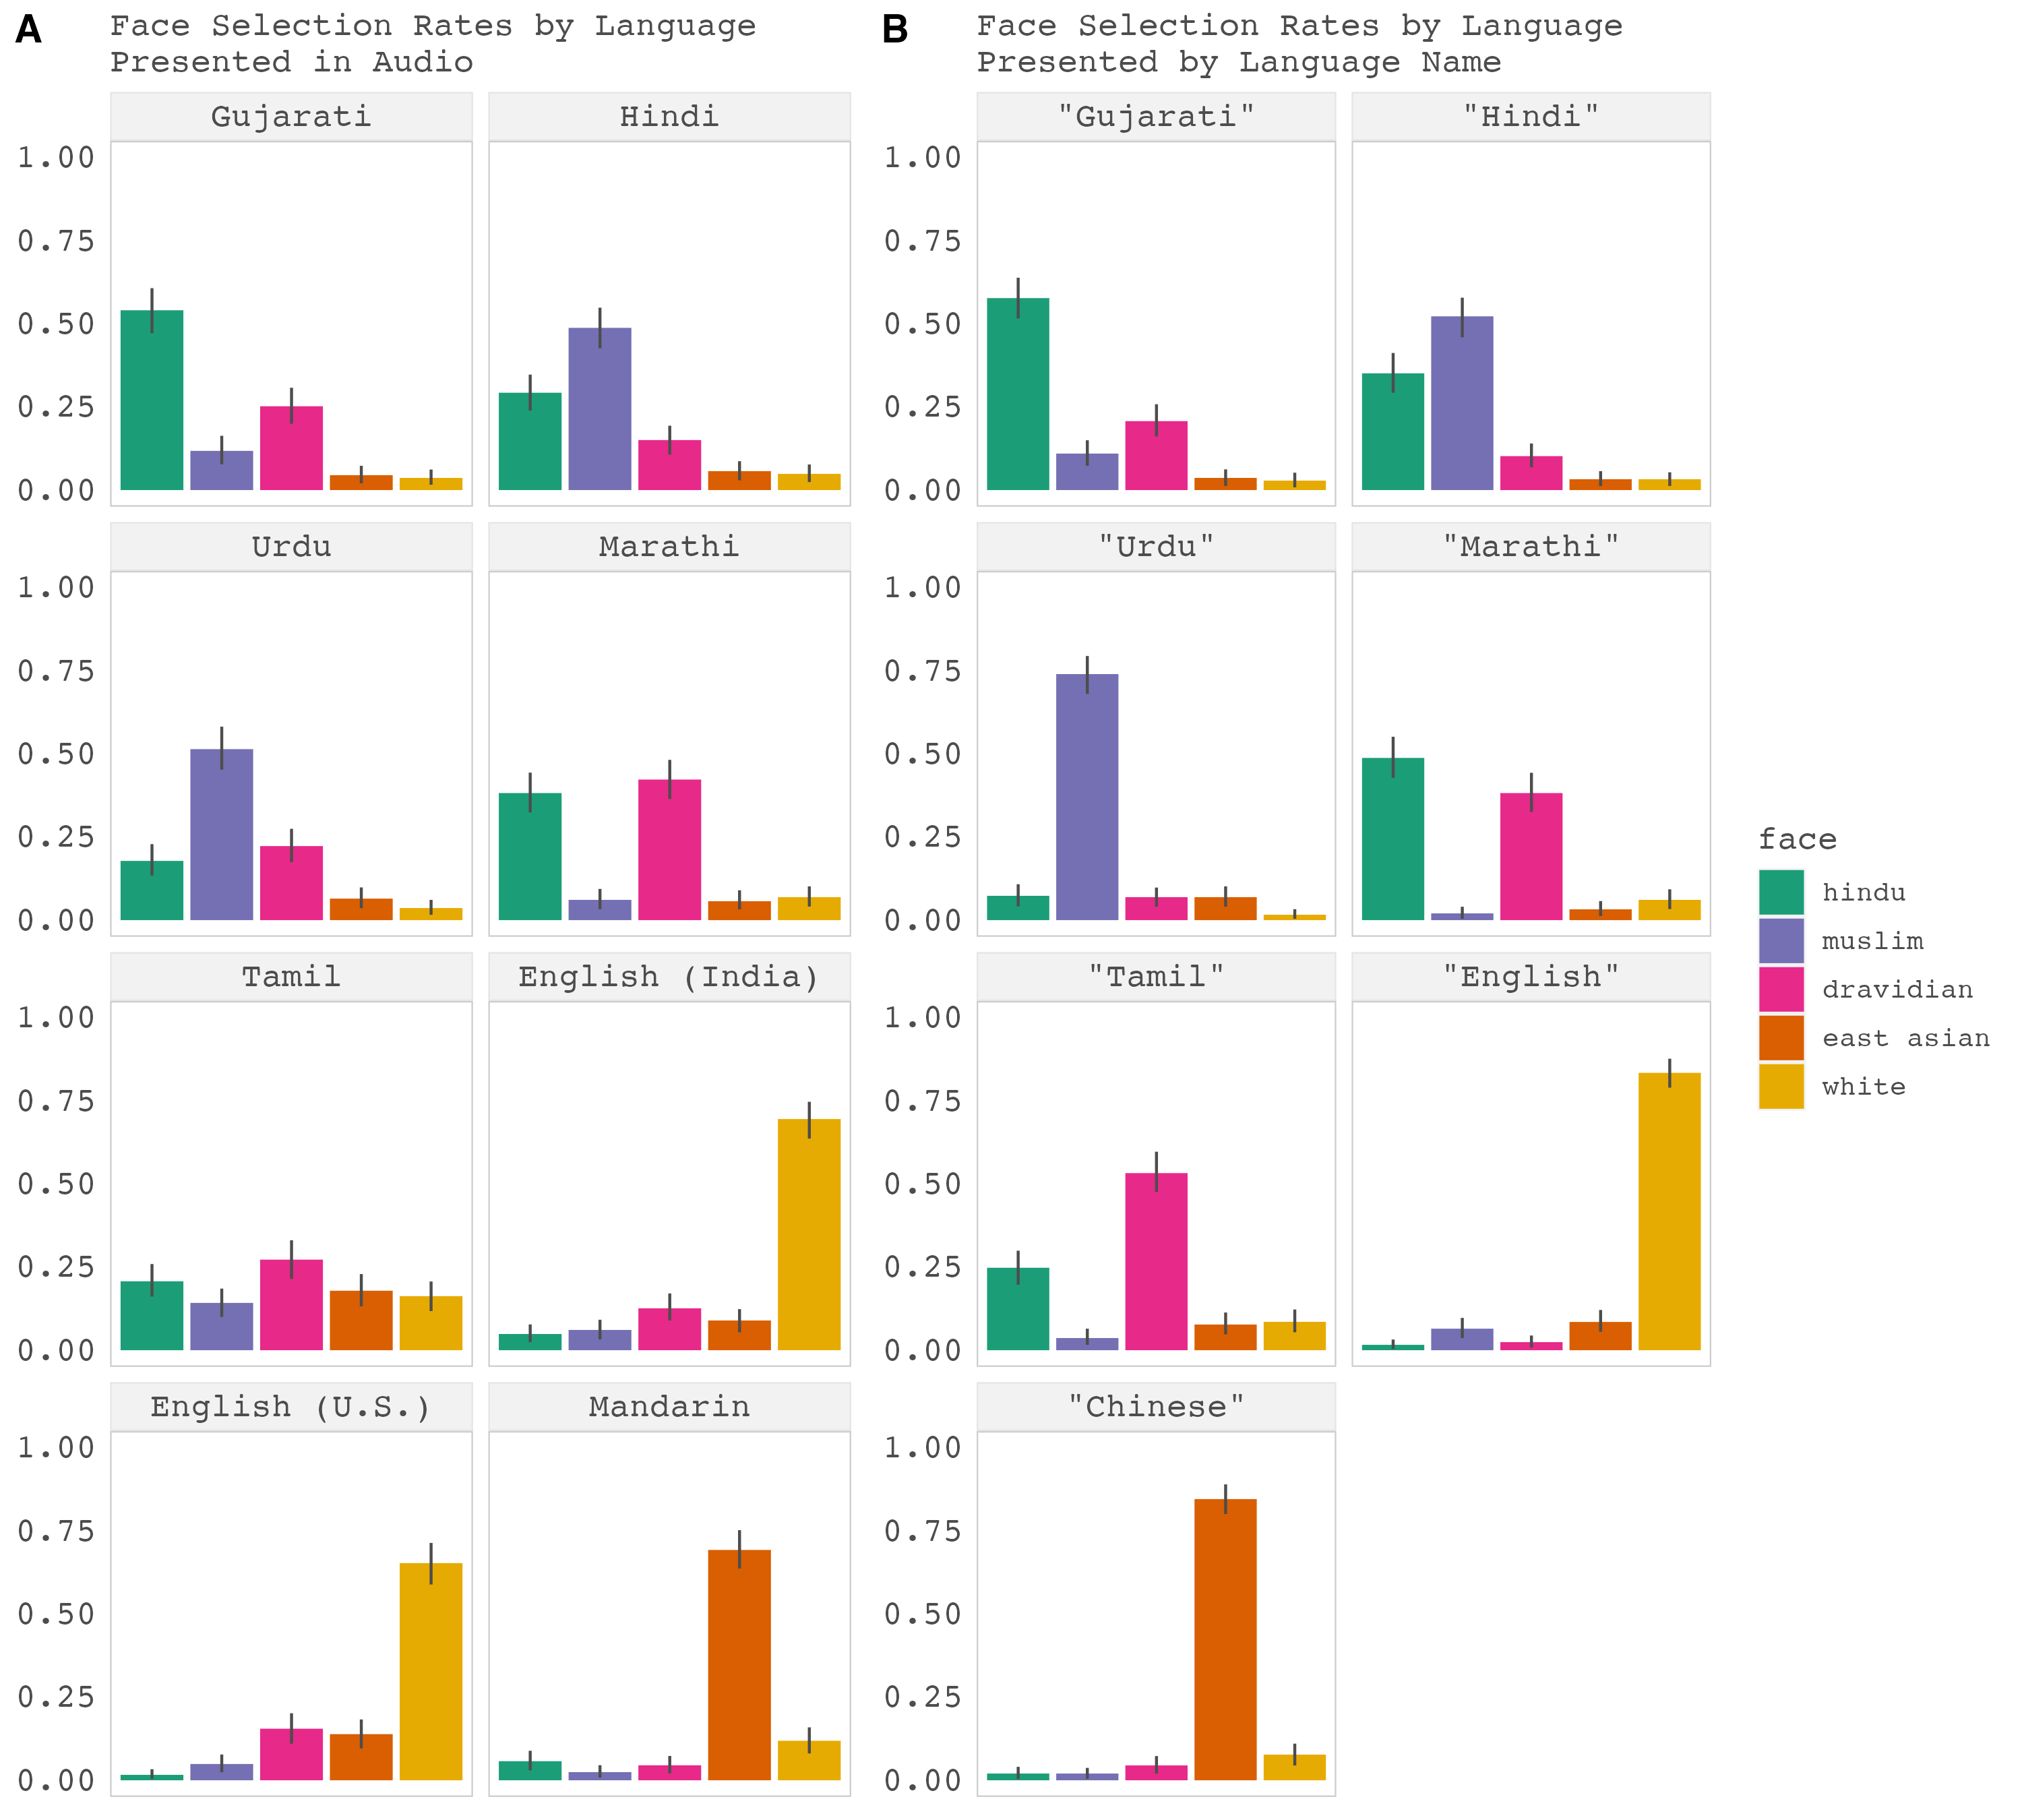 A
Face Selection Rates by Language
Presented in Audio
Gujarati
Hindi
1.00
0.75
0.50
0.25
0.00
Urdu
Marathi
1.00
0.75
0.50
0.25
0.00
Tamil
English (India)
1.00
0.75
0.50
0.25
0.00
English (U.S.)
Mandarin
1.00
0.75
0.50
0.25
0.00
B
Face Selection Rates by Language
Presented by Language Name
"Gujarati"
"Hindi"
1.00
0.75
0.50
0.25
0.00
"Urdu"
"Marathi"
1.00
0.75
0.50
0.25
0.00
"Tamil"
"English"
1.00
0.75
0.50
0.25
0.00
"Chinese"
1.00
0.75
0.50
0.25
0.00
face
hindu
muslim
dravidian
east asian
white